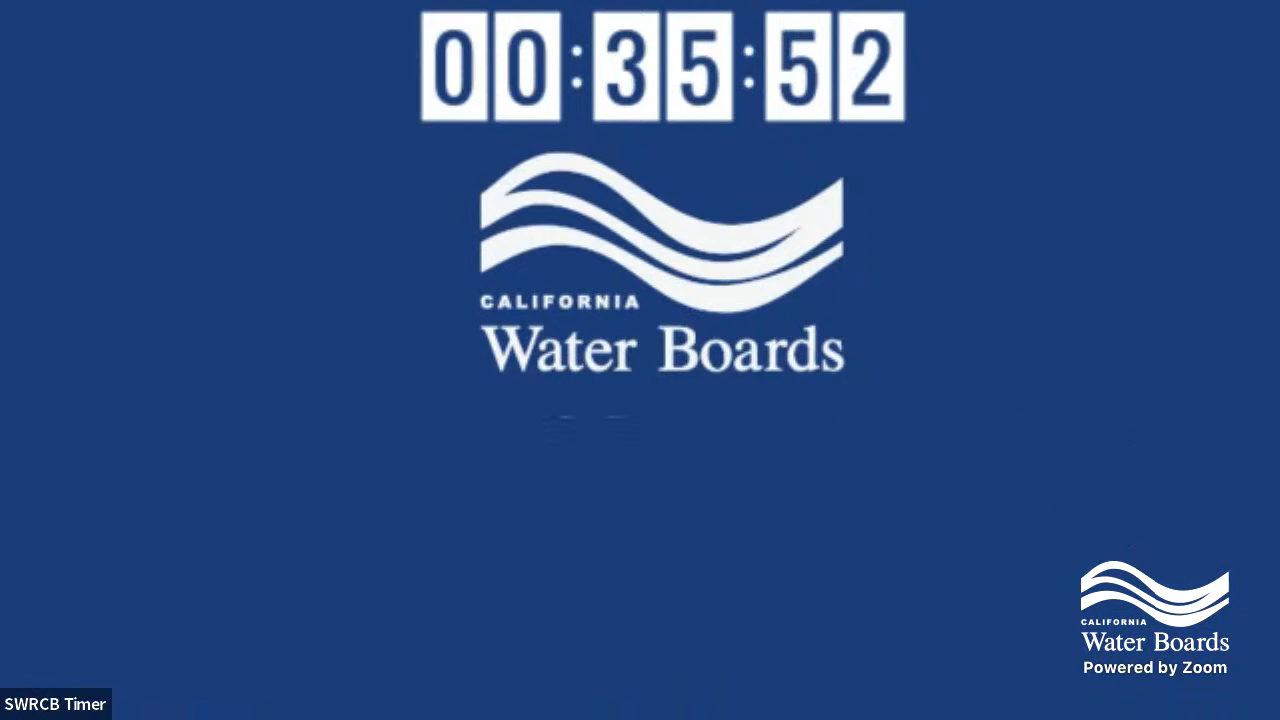 00:35:52
CALIFORNIA
Water Boards
CALIFORNIA
Water Boards
Powered by Zoom
SWRCB Timer